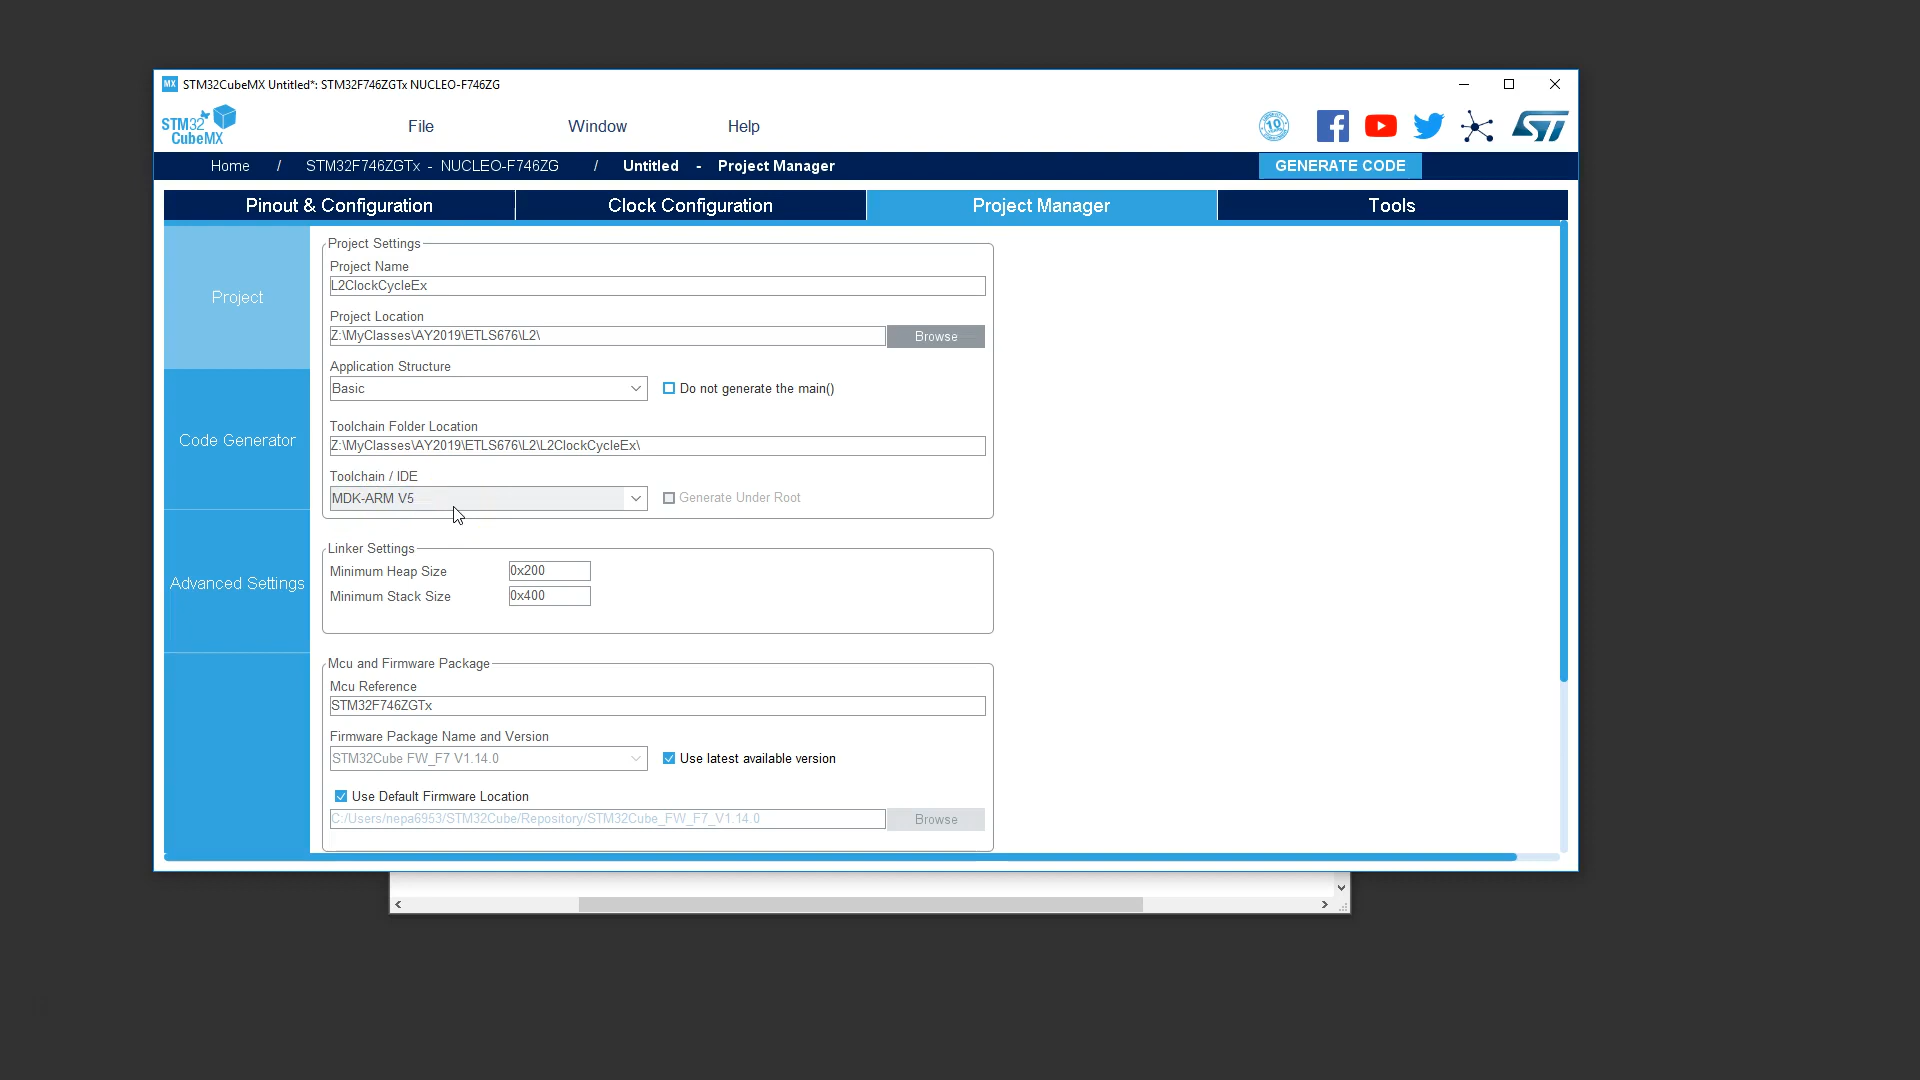 MX STM32CubeMX Untitled*: STM32F746ZGTx NUCLEO-F746ZG
STM32
CubeMX
File Window Help
10
ST
Home / STM32F746ZGTx - NUCLEO-F746ZG / Untitled - Project Manager GENERATE CODE
Pinout & Configuration Clock Configuration Project Manager Tools
Project
Code Generator
Advanced Settings
Project Settings
Project Name
L2ClockCycleEx
Project Location
Z:\MyClasses\AY2019\ETLS676\L2\ Browse
Application Structure
Basic Do not generate the main()
Toolchain Folder Location
Z:\MyClasses\AY2019\ETLS676\L2\L2ClockCycleEx\
Toolchain / IDE
MDK-ARM V5 Generate Under Root
Linker Settings
Minimum Heap Size 0x200
Minimum Stack Size 0x400
Mcu and Firmware Package
Mcu Reference
STM32F746ZGTx
Firmware Package Name and Version
STM32Cube FW_F7 V1.14.0 Use latest available version
Use Default Firmware Location
C:/Users/nepa6953/STM32Cube/Repository/STM32Cube_FW_F7_V1.14.0 Browse